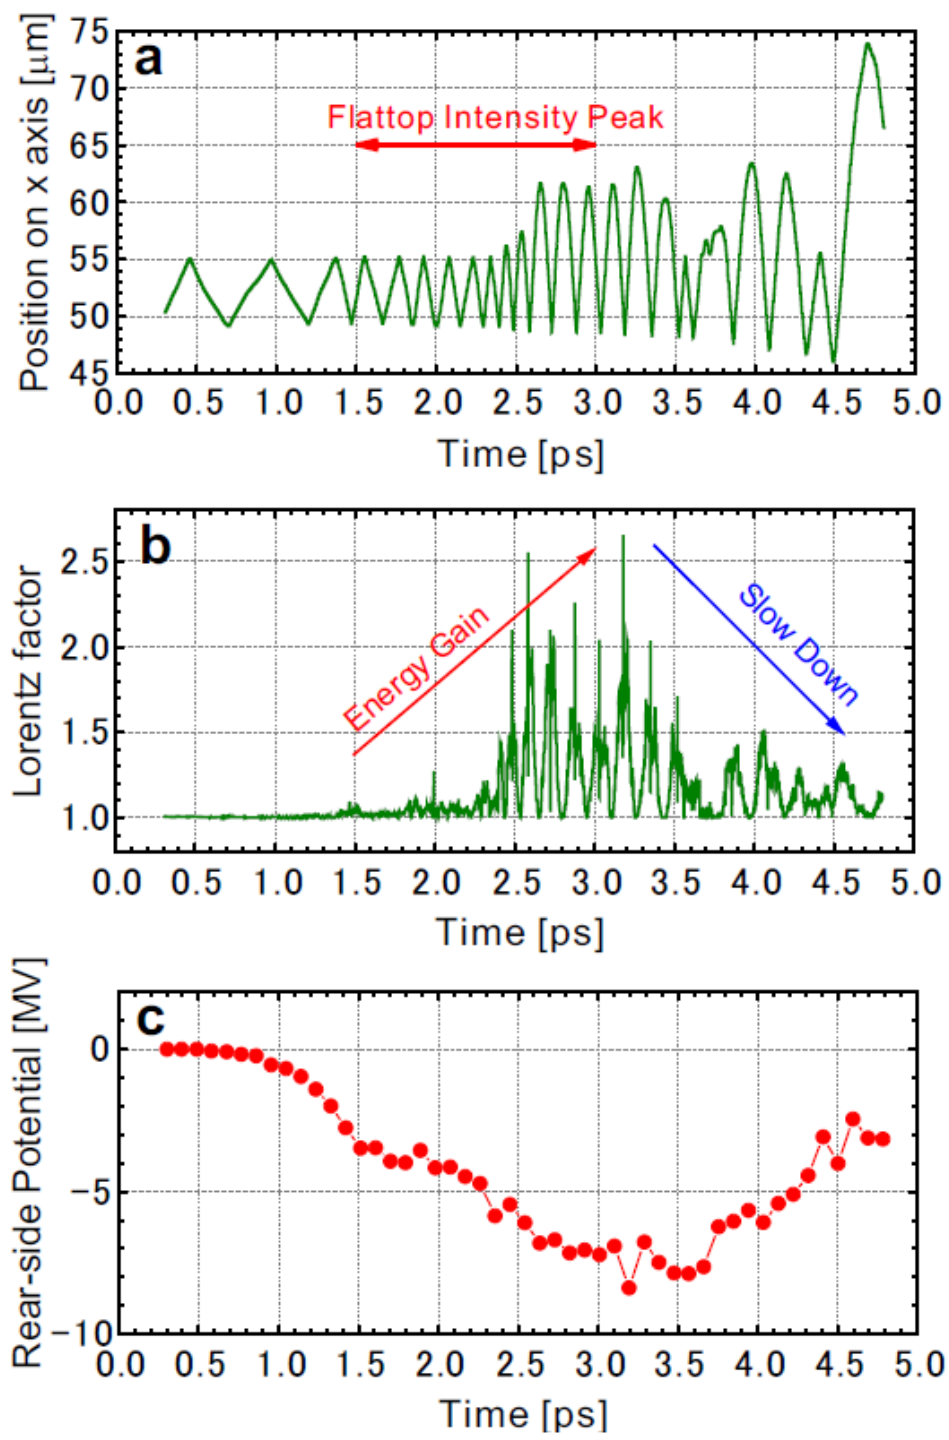 a
Position on x axis [μm]
75
70
65
60
55
50
45
Flattop Intensity Peak
0.0 0.5 1.0 1.5 2.0 2.5 3.0 3.5 4.0 4.5 5.0
Time [ps]
b
Lorentz factor
2.5
2.0
1.5
1.0
Energy Gain
Slow Down
0.0 0.5 1.0 1.5 2.0 2.5 3.0 3.5 4.0 4.5 5.0
Time [ps]
c
Rear-side Potential [MV]
0
−5
−10
0.0 0.5 1.0 1.5 2.0 2.5 3.0 3.5 4.0 4.5 5.0
Time [ps]